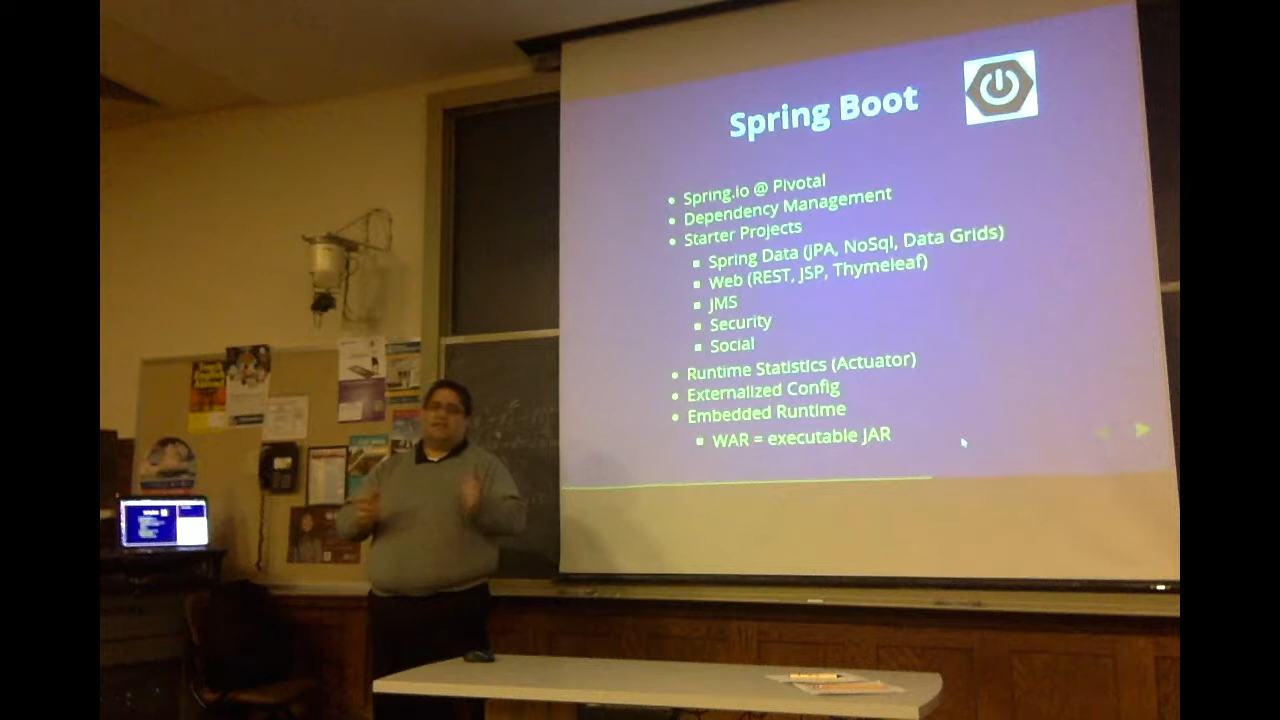 Spring Boot
Spring.io @ Pivotal
Dependency Management
Starter Projects
Spring Data (JPA, NoSql, Data Grids)
Web (REST, JSP, Thymeleaf)
JMS
Security
Social
Runtime Statistics (Actuator)
Externalized Config
Embedded Runtime
WAR = executable JAR